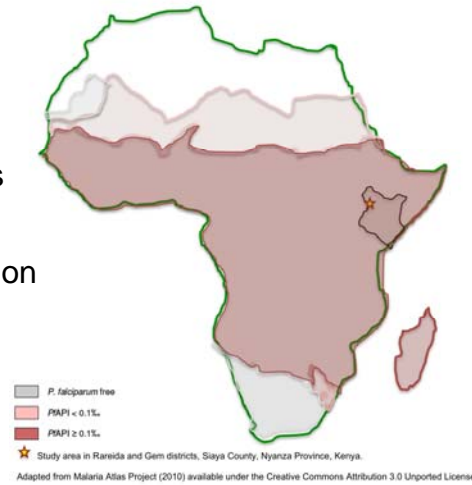 s
on
P. falciparum free
PfAPI < 0.1‰
PfAPI ≥ 0.1‰
Study area in Rareida and Gem districts, Siaya County, Nyanza Province, Kenya.
Adapted from Malaria Atlas Project (2010) available under the Creative Commons Attribution 3.0 Unported License